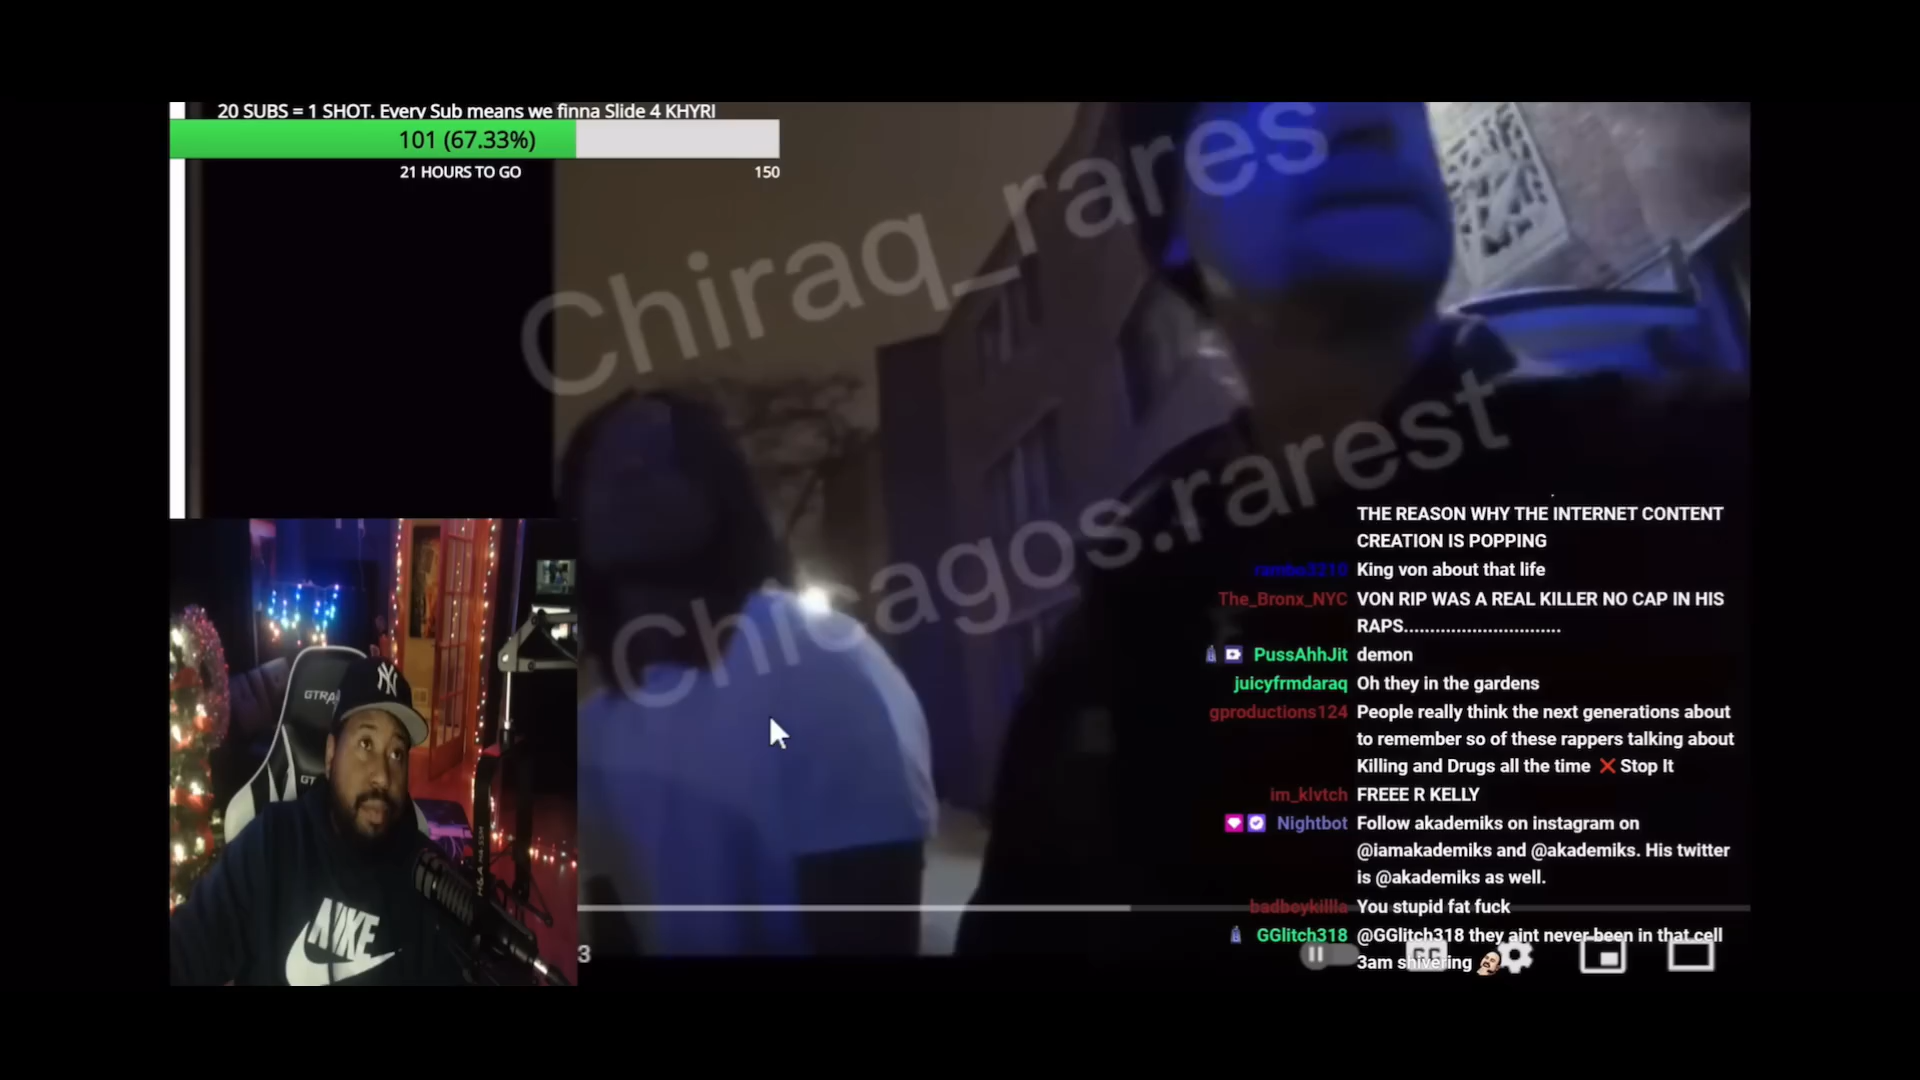 20 SUBS = 1 SHOT. Every Sub means we finna Slide 4 KHYRI
101 (67.33%)
21 HOURS TO GO
150
Chiraq_rares
Chicagos.rarest
THE REASON WHY THE INTERNET CONTENT
CREATION IS POPPING
rambo3210 King von about that life
The_Bronx_NYC VON RIP WAS A REAL KILLER NO CAP IN HIS
RAPS.............................
PussAhhJit demon
juicyfrmdaraq Oh they in the gardens
gproductions124 People really think the next generations about
to remember so of these rappers talking about
Killing and Drugs all the time ❌ Stop It
im_klvtch FREEE R KELLY
Nightbot Follow akademiks on instagram on
@iamakademiks and @akademiks. His twitter
is @akademiks as well.
badboykillla You stupid fat fuck
GGlitch318 @GGlitch318 they aint never been in that cell
3am shivering
3
CC
GTRA
GT
NY
NIKE